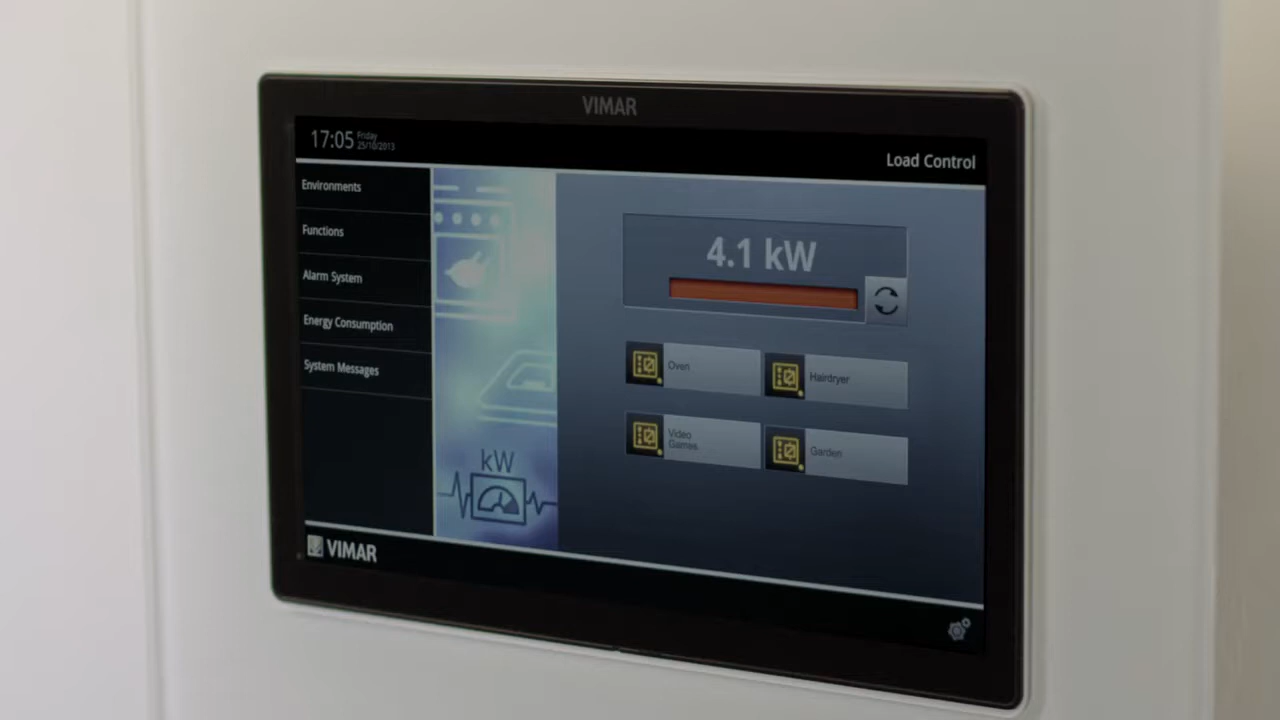 VIMAR
17:05
Friday
25/10/2013
Load Control
Environments
Functions
Alarm System
Energy Consumption
System Messages
4.1 kW
Oven
Hairdryer
Video
Games
Garden
kW
VIMAR